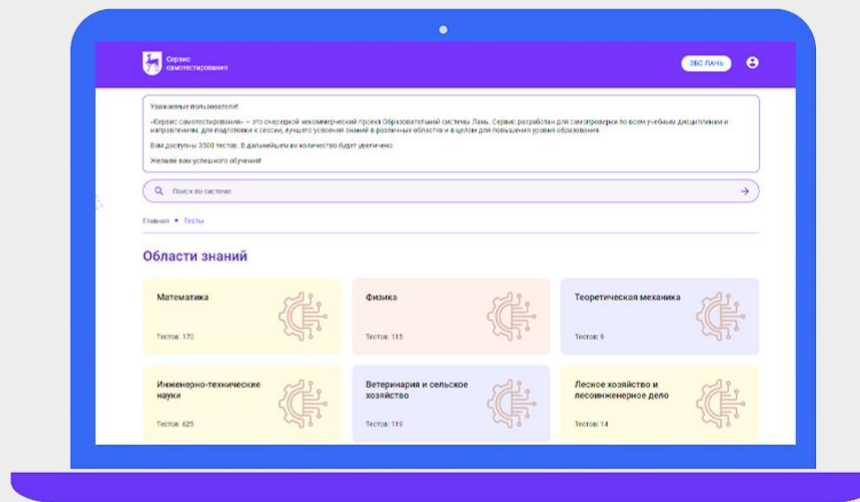 Сервис
самотестирования
ЭБС ЛАНЬ
Уважаемые пользователи!
«Сервис самотестирования» – это очередной некоммерческий проект Образовательной системы Лань. Сервис разработан для самопроверки по всем учебным дисциплинам и
направлениям, для подготовки к сессии, лучшего усвоения знаний в различных областях и в целом для повышения уровня образования.
Вам доступны 3500 тестов. В дальнейшем их количество будет увеличено.
Желаем вам успешного обучения!
Поиск по системе
Главная • Тесты
Области знаний
Математика
Физика
Теоретическая механика
Тестов: 170
Тестов: 115
Тестов: 9
Инженерно-технические
науки
Ветеринария и сельское
хозяйство
Лесное хозяйство и
лесоинженерное дело
Тестов: 625
Тестов: 119
Тестов: 14